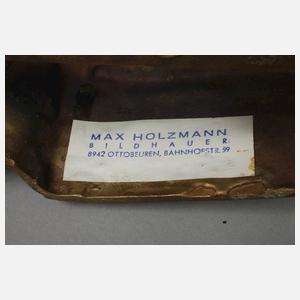 MAX HOLZMANN
BILDHAUER
8942 OTTOBEUREN, BAHNHOFSTR. 59